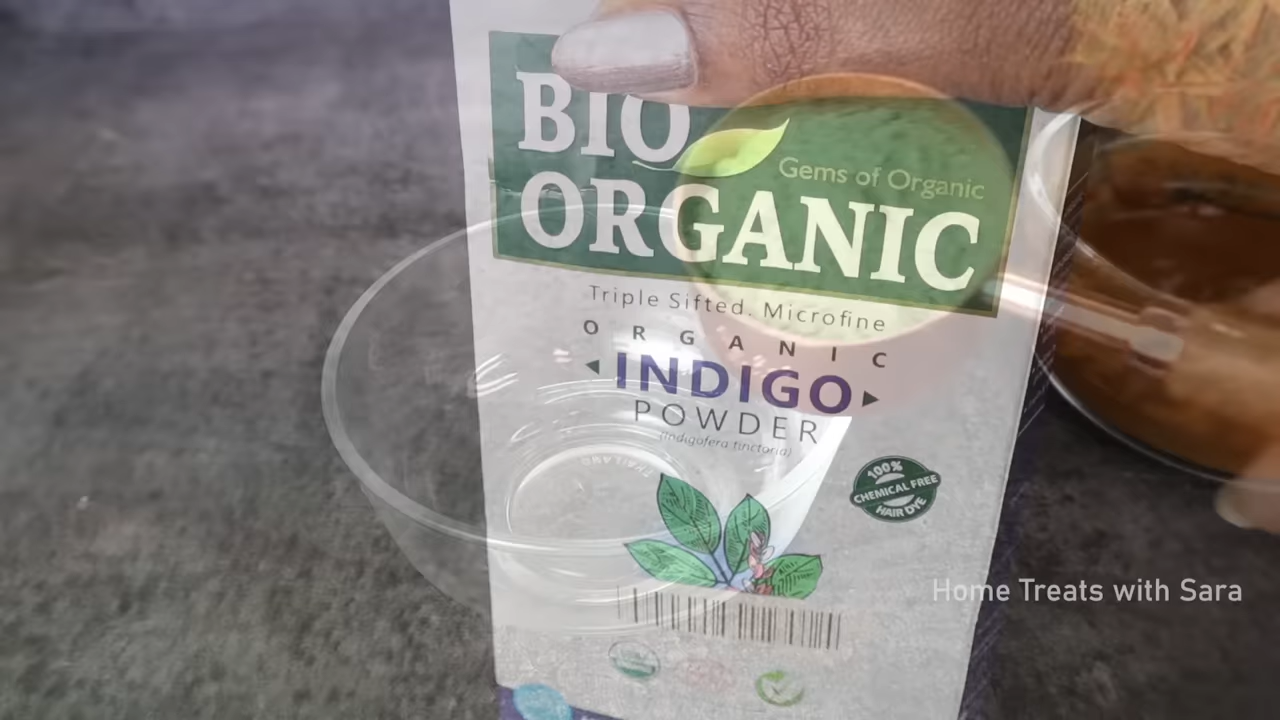 BIO
ORGANIC
Gems of Organic
Triple Sifted. Microfine
ORGANIC
INDIGO
POWDER
(Indigofera tinctoria)
100%
CHEMICAL FREE
HAIR DYE
THAILAND
Home Treats with Sara